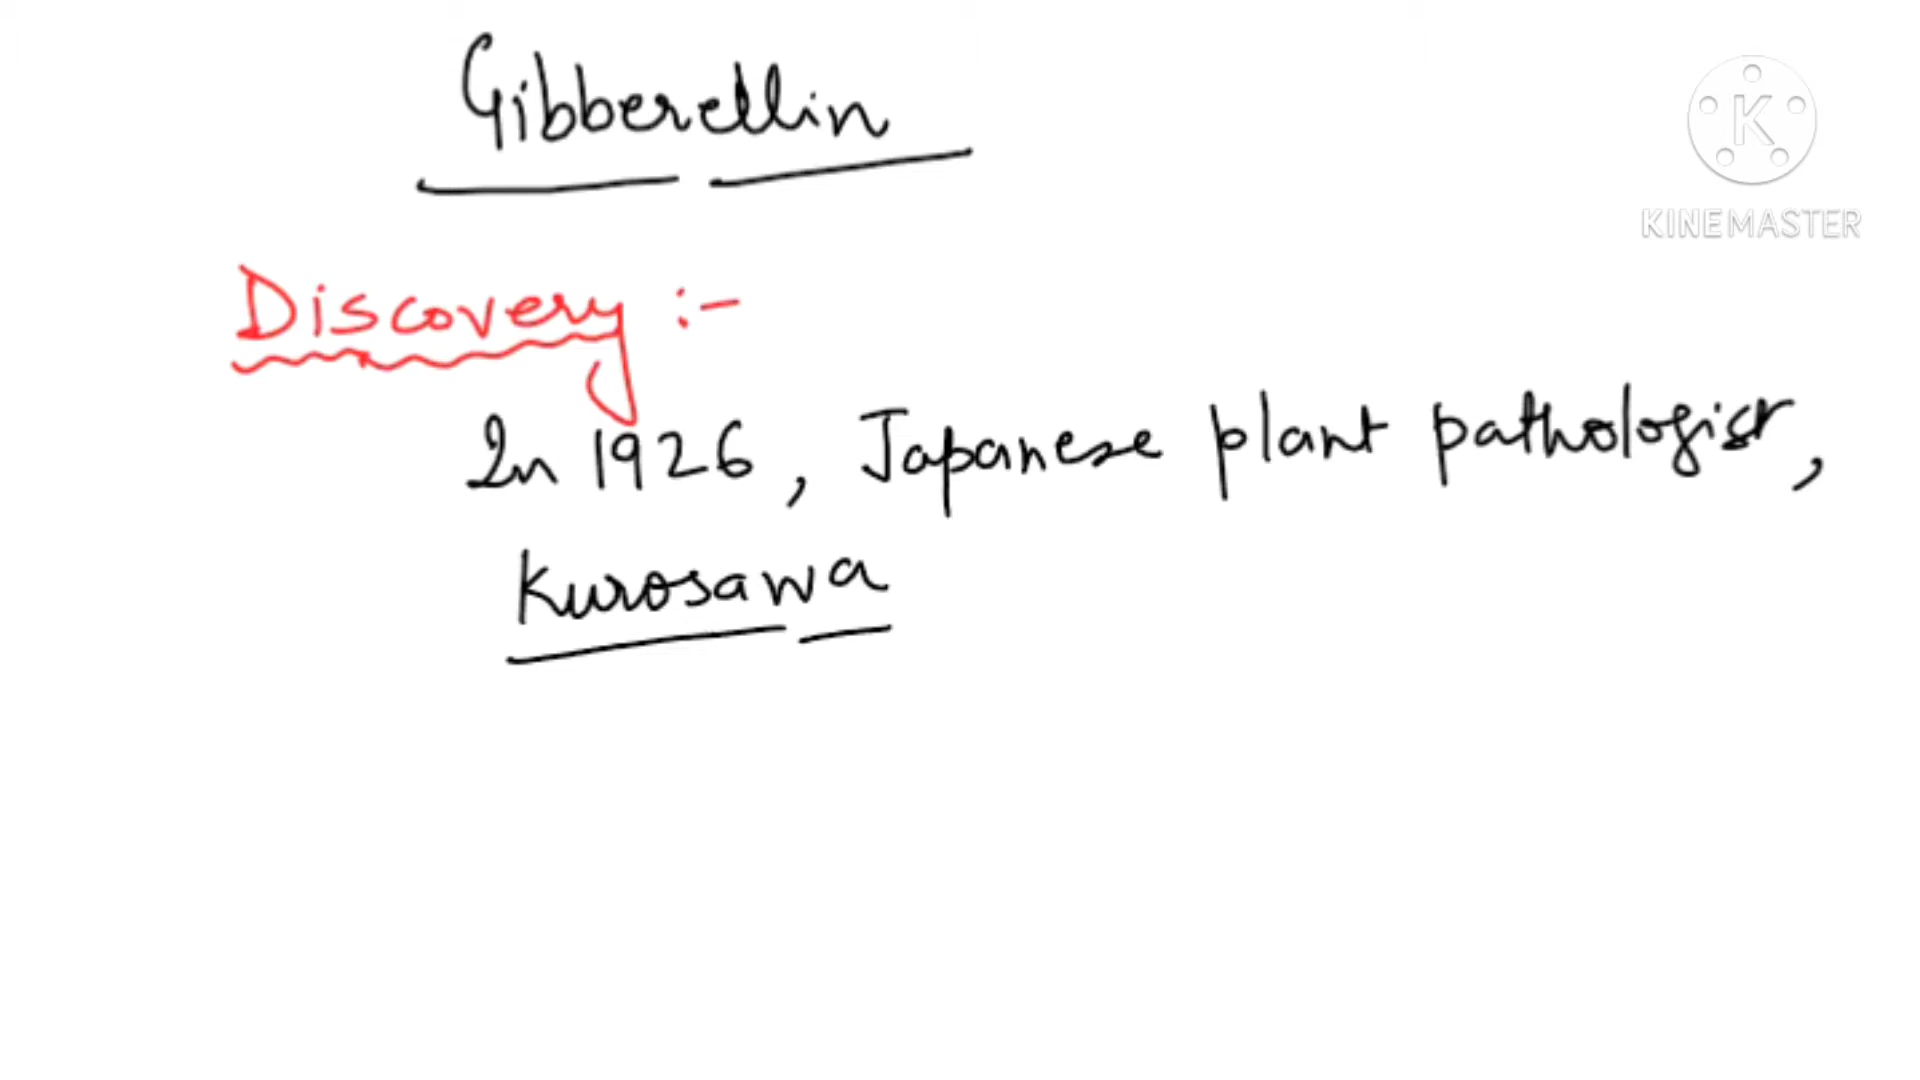 Gibberellin
KINEMASTER
Discovery :-
In 1926, Japanese plant pathologist,
Kurosawa